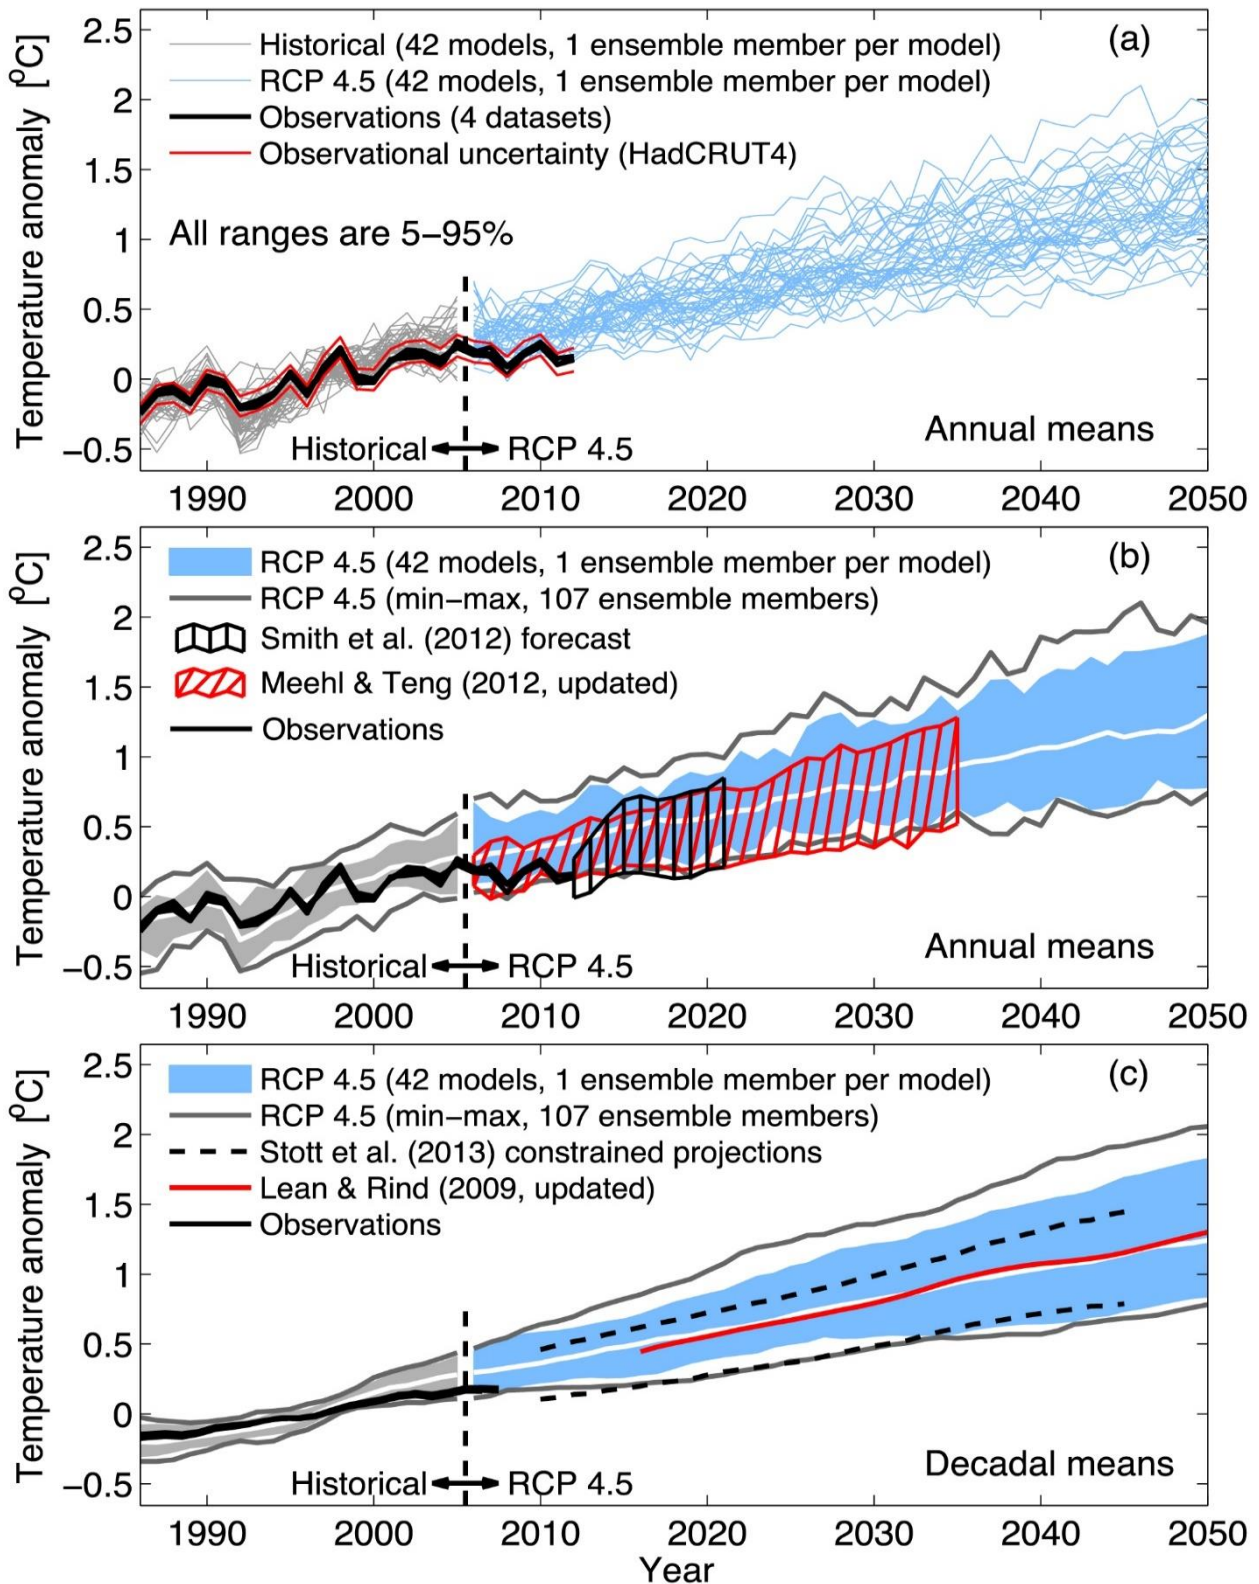 Temperature anomaly [ºC]
2.5
2
1.5
1
0.5
0
−0.5
(a)
Historical (42 models, 1 ensemble member per model)
RCP 4.5 (42 models, 1 ensemble member per model)
Observations (4 datasets)
Observational uncertainty (HadCRUT4)
All ranges are 5−95%
Historical
RCP 4.5
Annual means
1990 2000 2010 2020 2030 2040 2050
Temperature anomaly [ºC]
2.5
2
1.5
1
0.5
0
−0.5
(b)
RCP 4.5 (42 models, 1 ensemble member per model)
RCP 4.5 (min−max, 107 ensemble members)
Smith et al. (2012) forecast
Meehl & Teng (2012, updated)
Observations
Historical
RCP 4.5
Annual means
1990 2000 2010 2020 2030 2040 2050
Temperature anomaly [ºC]
2.5
2
1.5
1
0.5
0
−0.5
(c)
RCP 4.5 (42 models, 1 ensemble member per model)
RCP 4.5 (min−max, 107 ensemble members)
Stott et al. (2013) constrained projections
Lean & Rind (2009, updated)
Observations
Historical
RCP 4.5
Decadal means
1990 2000 2010 2020 2030 2040 2050
Year